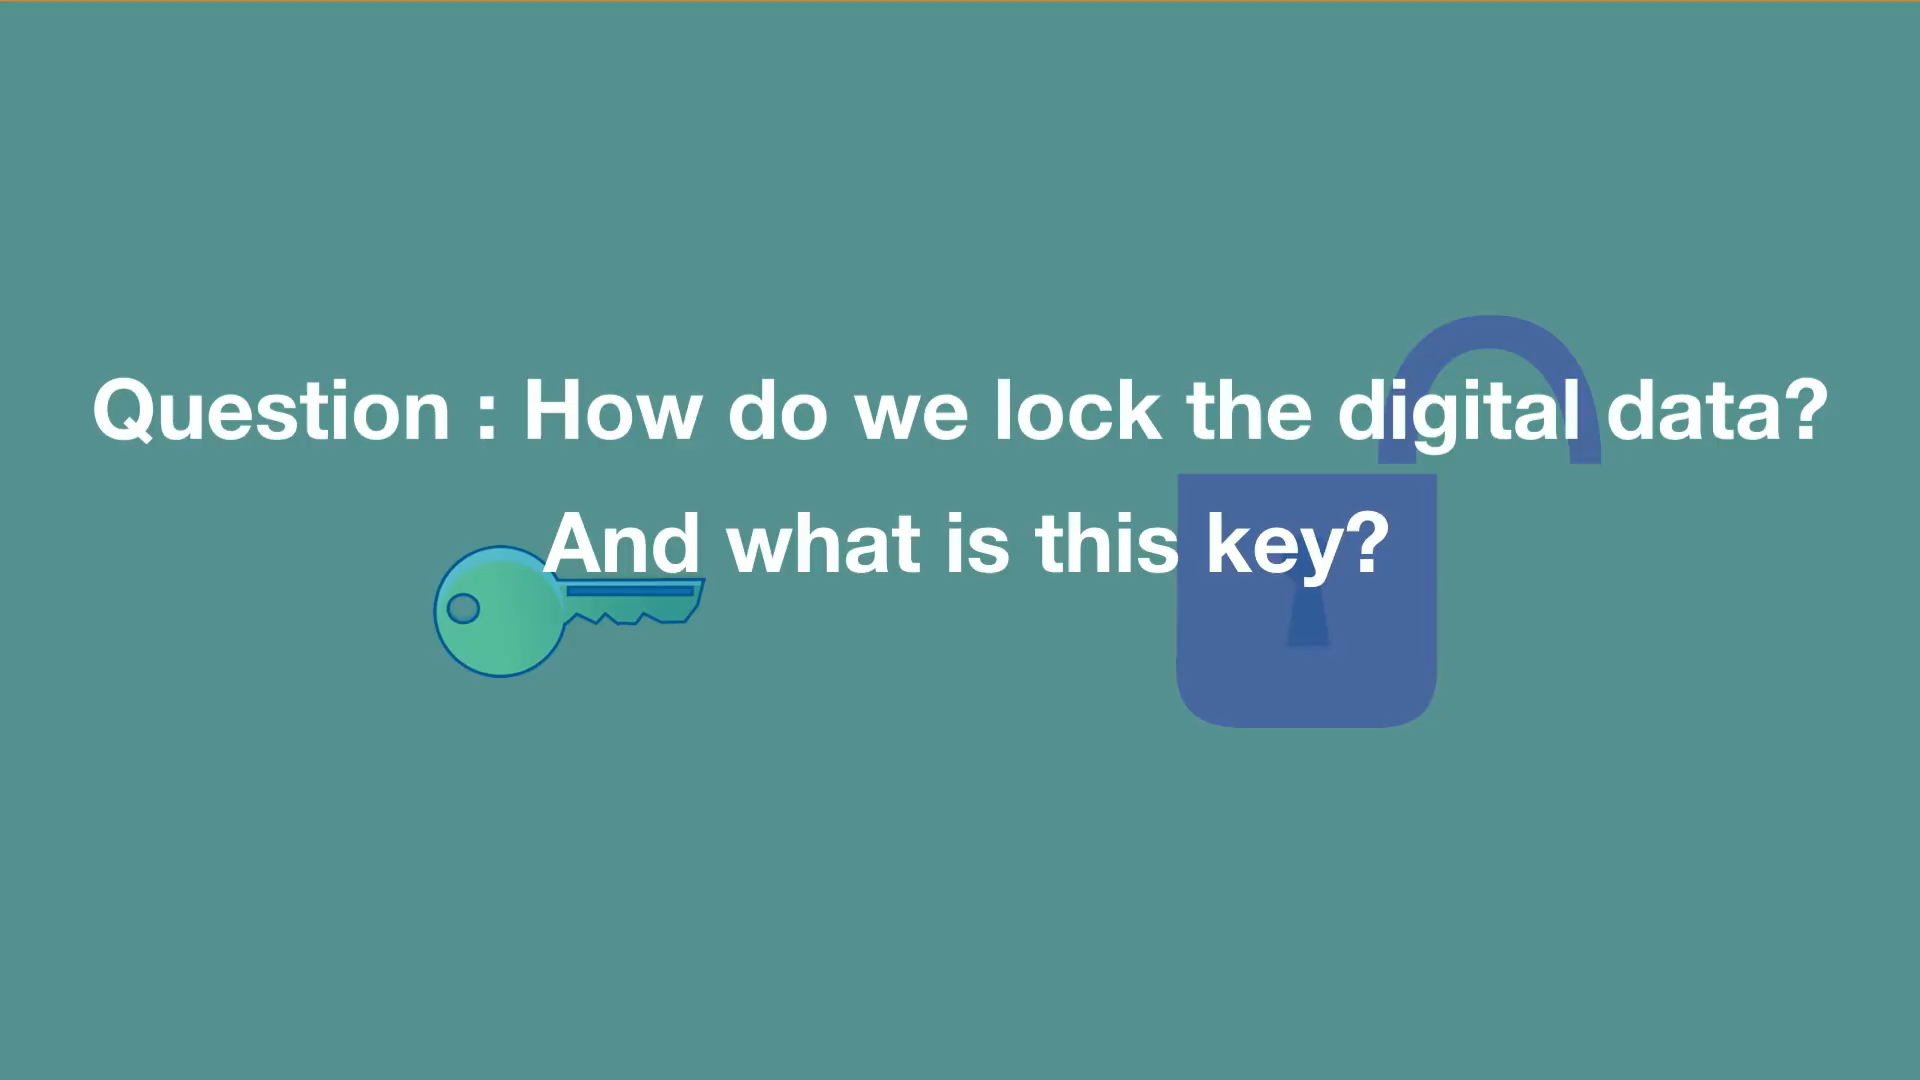 Question : How do we lock the digital data?
And what is this key?